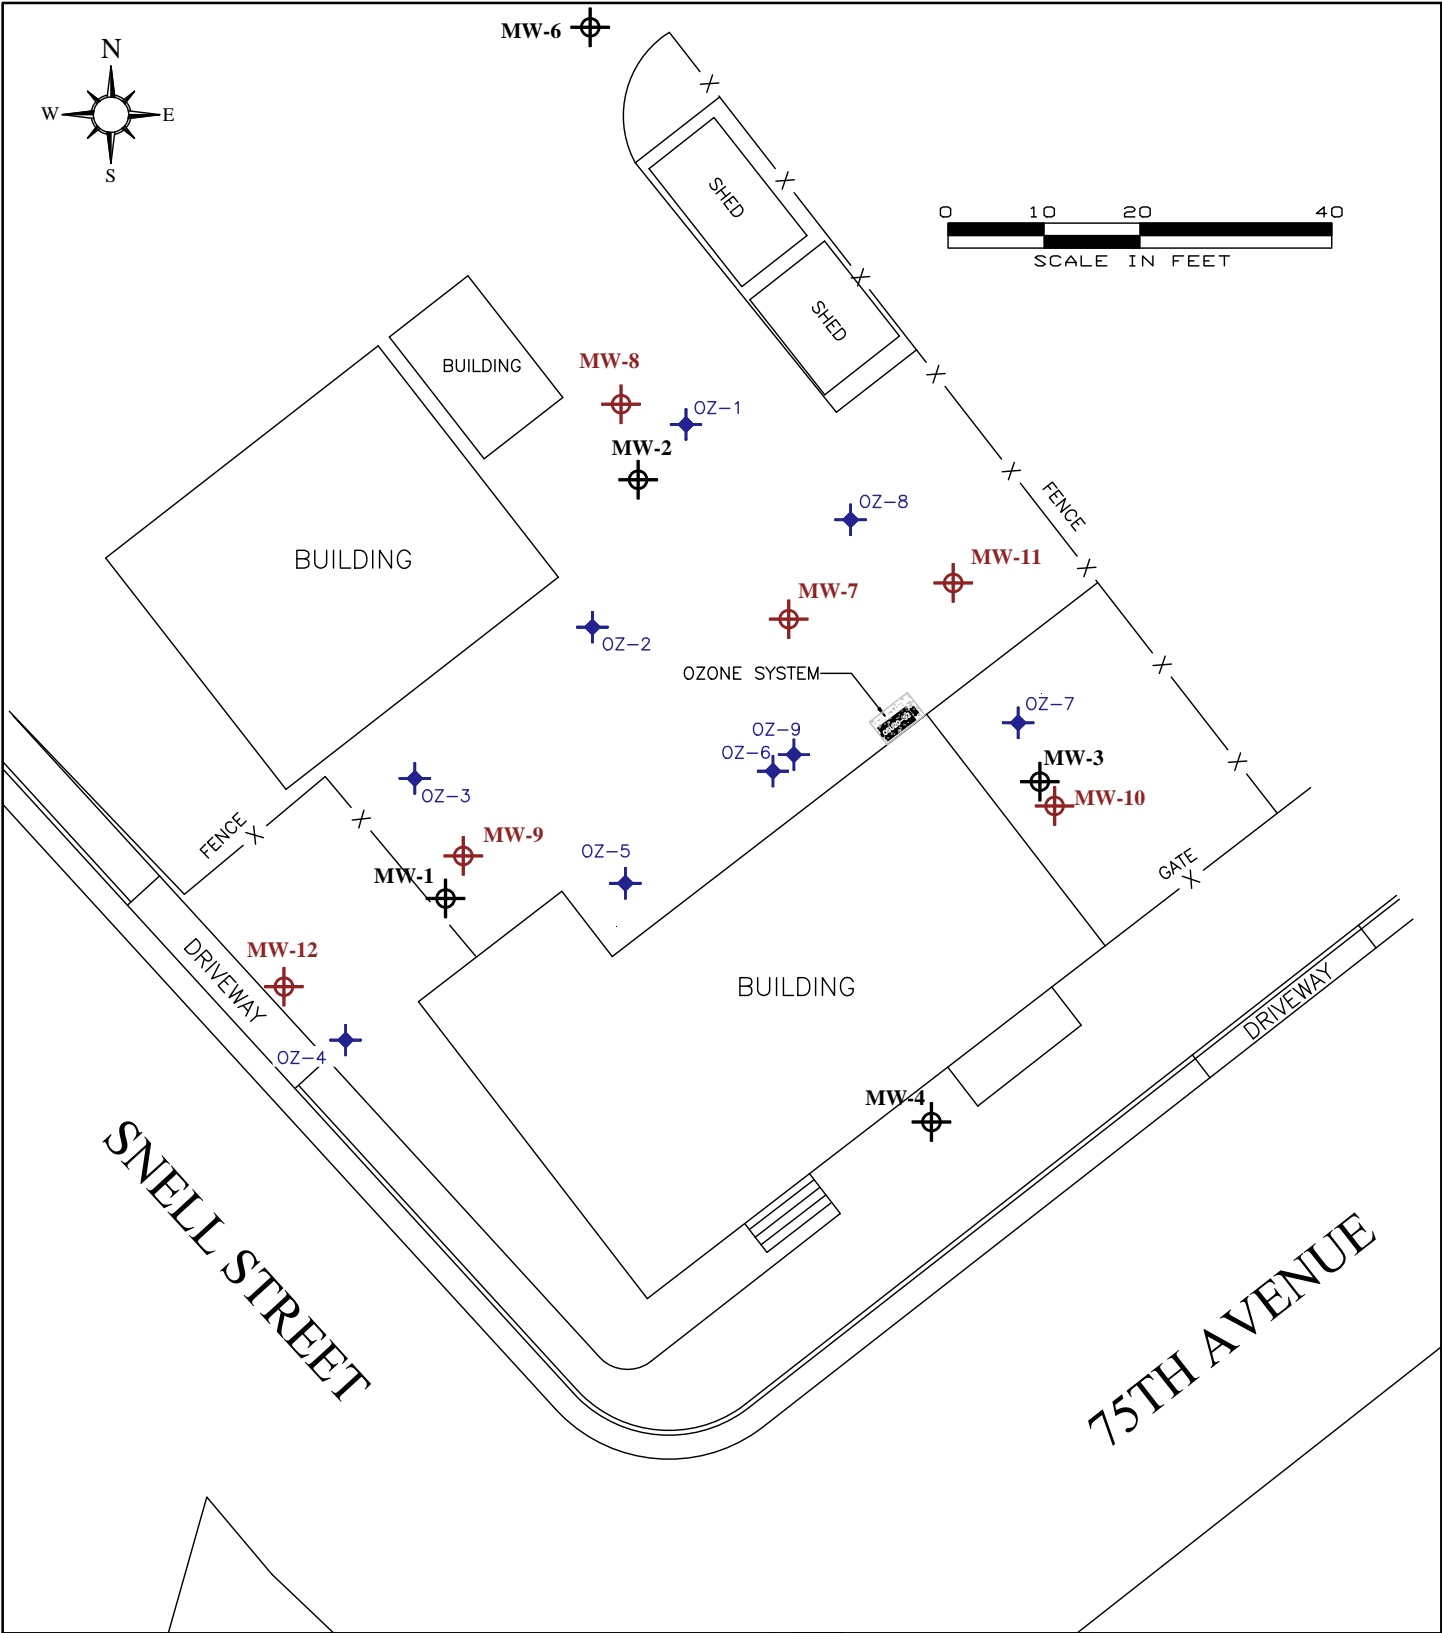 MW-6
N
W
E
S
SHED
0 10 20 40
SCALE IN FEET
SHED
BUILDING
MW-8
OZ-1
MW-2
OZ-8
FENCE
BUILDING
MW-11
MW-7
OZ-2
OZONE SYSTEM
OZ-7
OZ-9
OZ-6
MW-3
OZ-3
MW-10
FENCE
MW-9
OZ-5
MW-1
GATE
MW-12
DRIVEWAY
BUILDING
DRIVEWAY
OZ-4
MW-4
SNELL STREET
75TH AVENUE